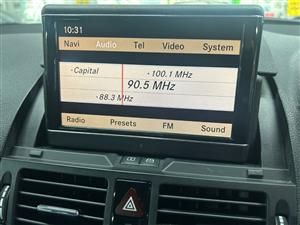 10:31
Navi Audio Tel Video System
Capital
100.1 MHz
90.5 MHz
88.3 MHz
Radio Presets FM Sound